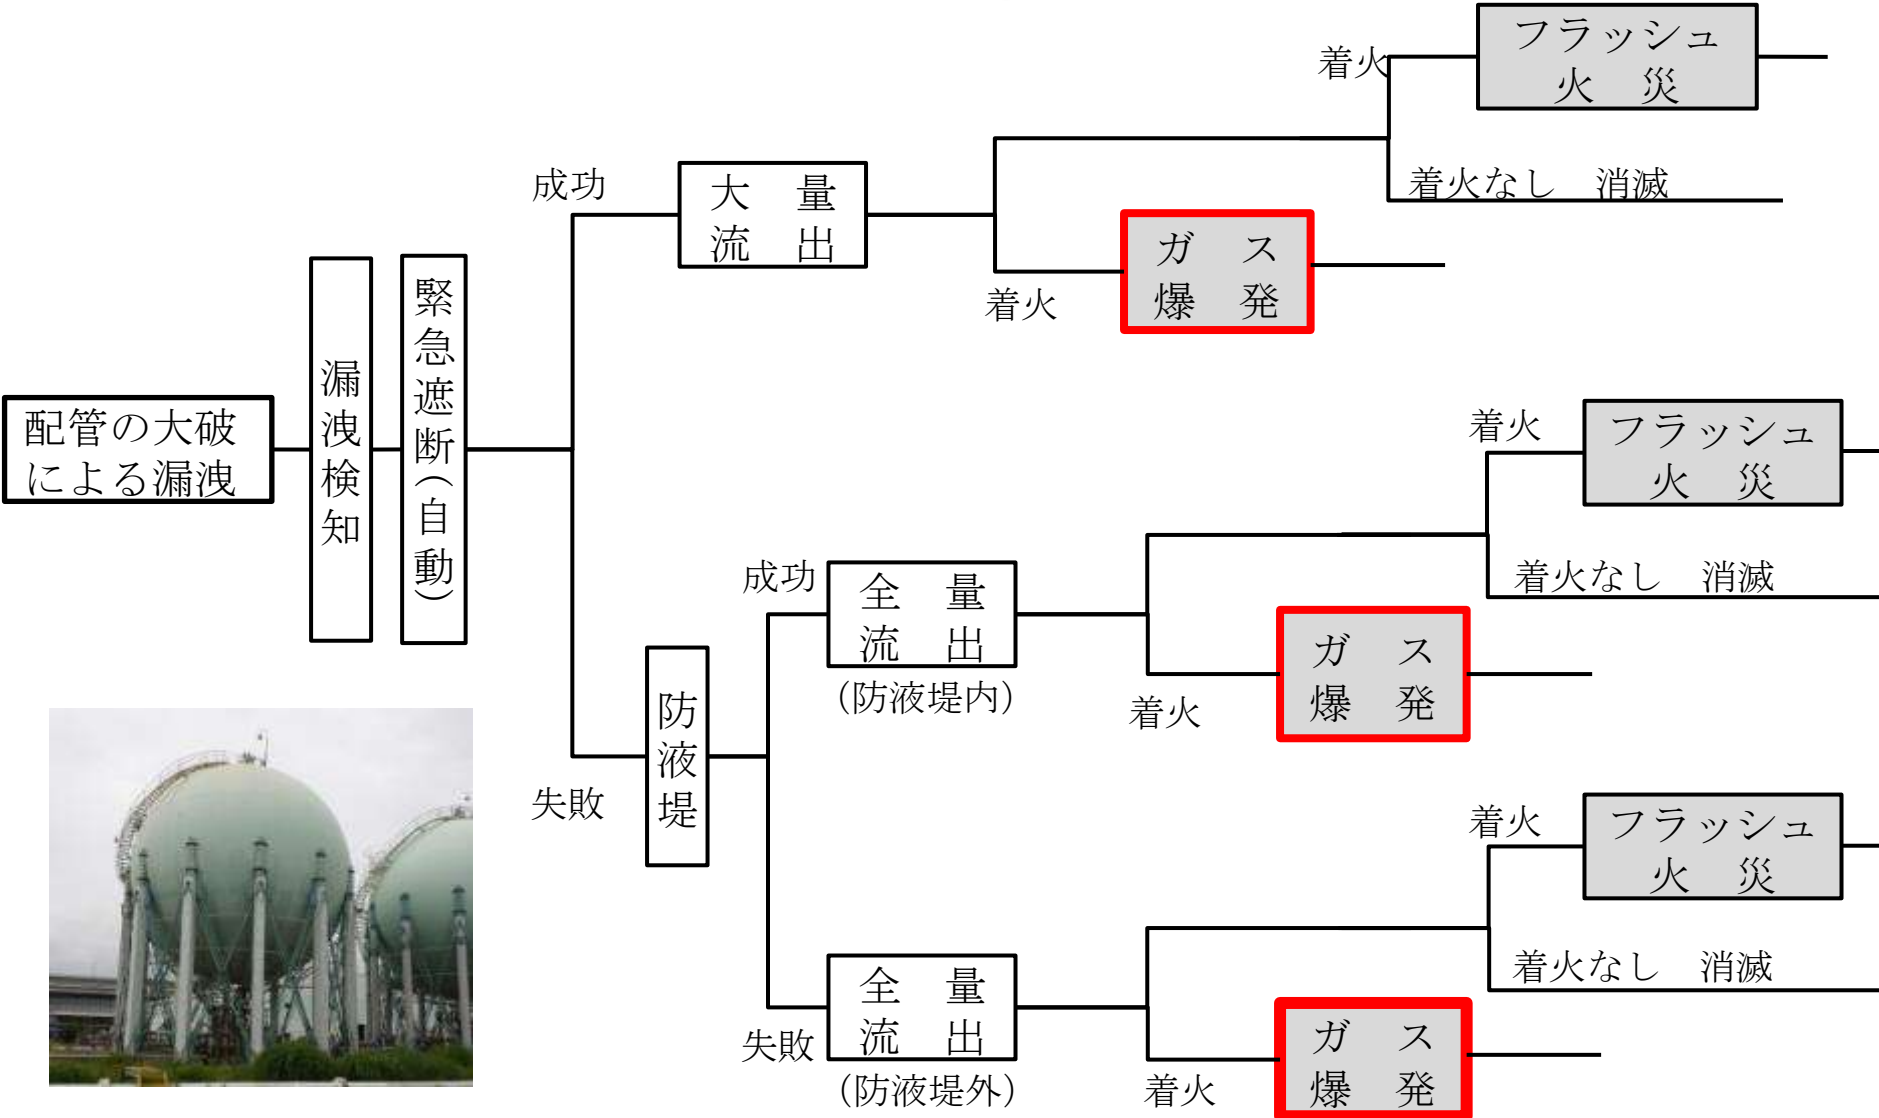 配管の大破
による漏洩
漏洩検知
緊急遮断(自動)
成功
大　量
流　出
着火
フラッシュ
火　災
着火なし　消滅
着火
ガ　ス
爆　発
失敗
防液堤
成功
全　量
流　出
(防液堤内)
着火
フラッシュ
火　災
着火なし　消滅
着火
ガ　ス
爆　発
失敗
全　量
流　出
(防液堤外)
着火
フラッシュ
火　災
着火なし　消滅
着火
ガ　ス
爆　発